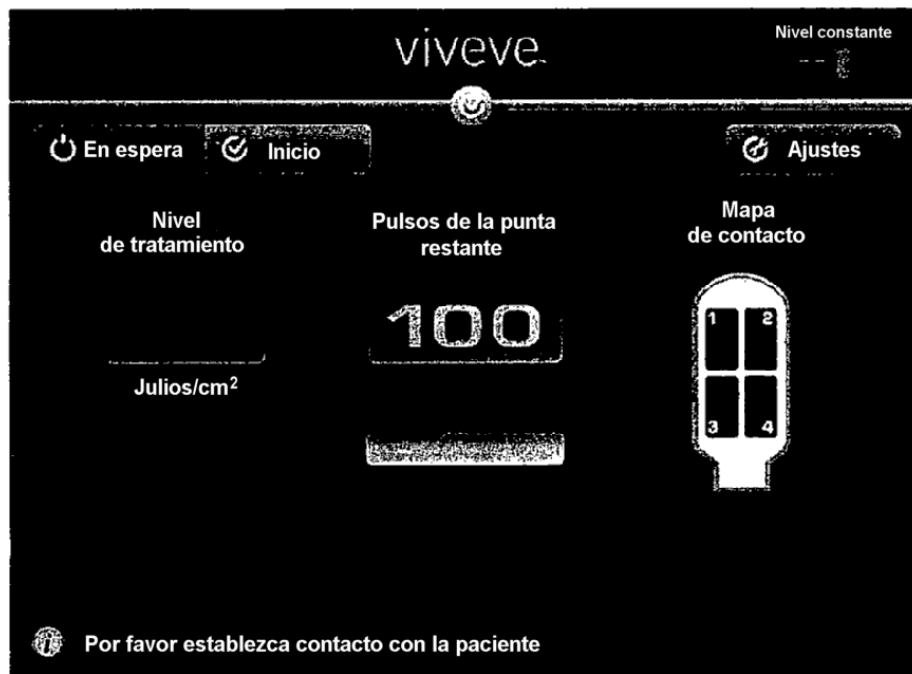 viveve
Nivel constante
--
En espera
Inicio
Ajustes
Nivel
de tratamiento
Pulsos de la punta
restante
Mapa
de contacto
100
1 2
3 4
Julios/cm²
Por favor establezca contacto con la paciente